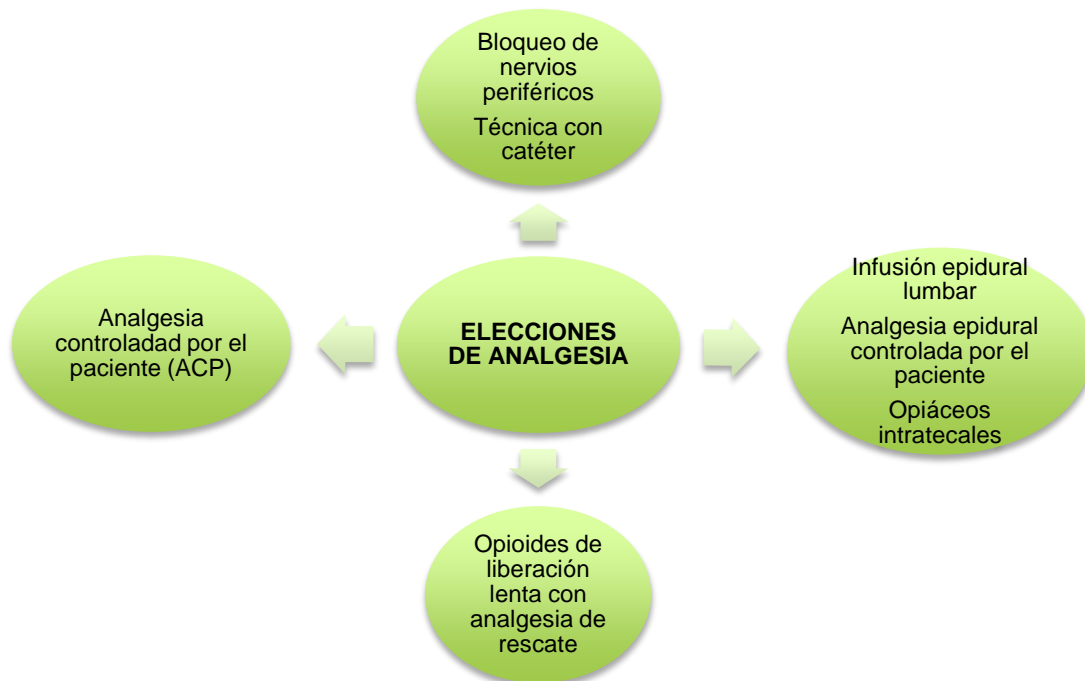 Bloqueo de
nervios
periféricos
Técnica con
catéter
Analgesia
controladad por el
paciente (ACP)
ELECCIONES
DE ANALGESIA
Infusión epidural
lumbar
Analgesia epidural
controlada por el
paciente
Opiáceos
intratecales
Opioides de
liberación
lenta con
analgesia de
rescate